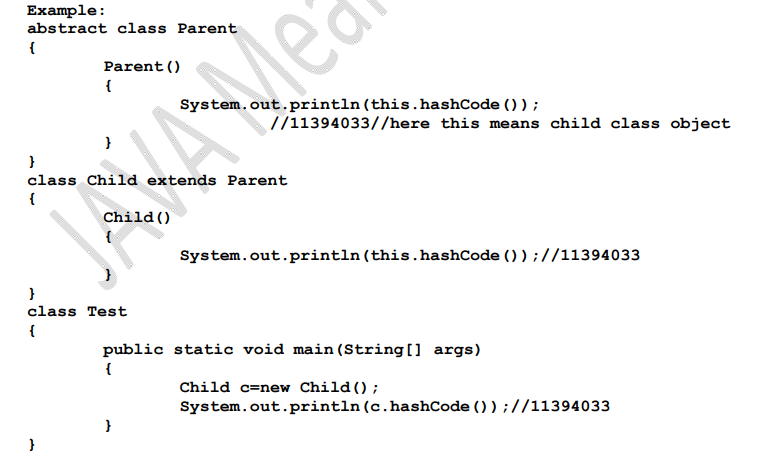 Example:
abstract class Parent
{
Parent()
{
System.out.println(this.hashCode());
//11394033//here this means child class object
}
}
class Child extends Parent
{
Child()
{
System.out.println(this.hashCode());//11394033
}
}
class Test
{
public static void main(String[] args)
{
Child c=new Child();
System.out.println(c.hashCode());//11394033
}
}
JAVA Mea